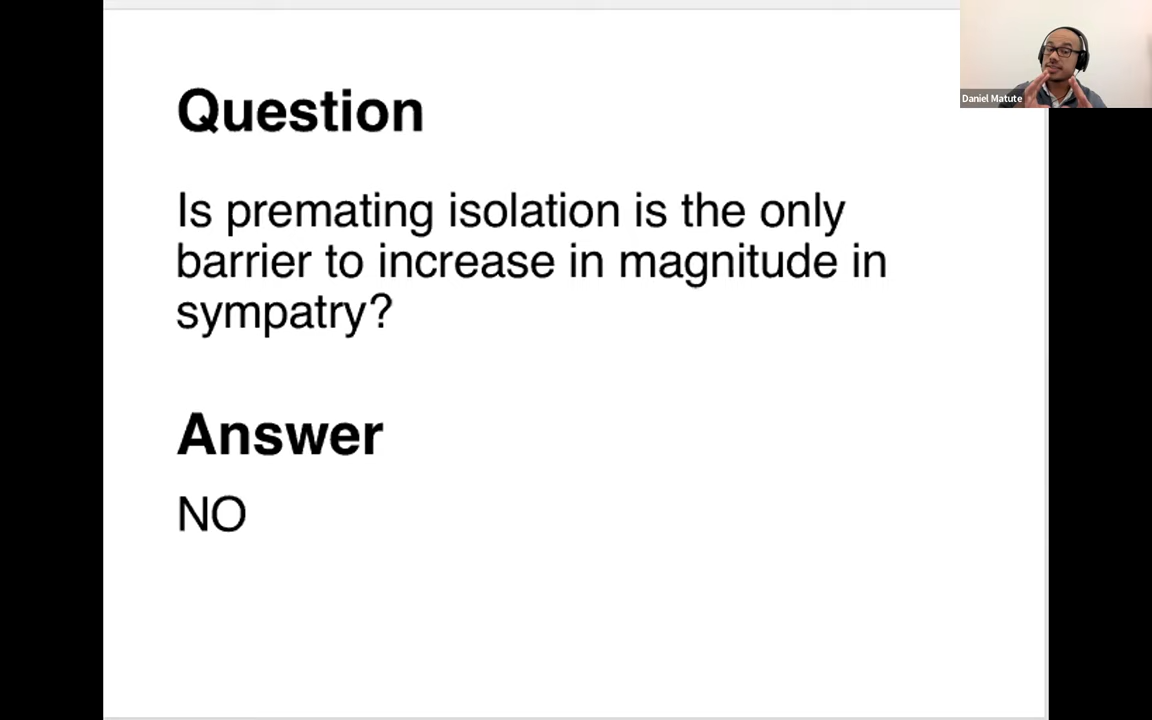 Question
Is premating isolation is the only
barrier to increase in magnitude in
sympatry?
Answer
NO
Daniel Matute